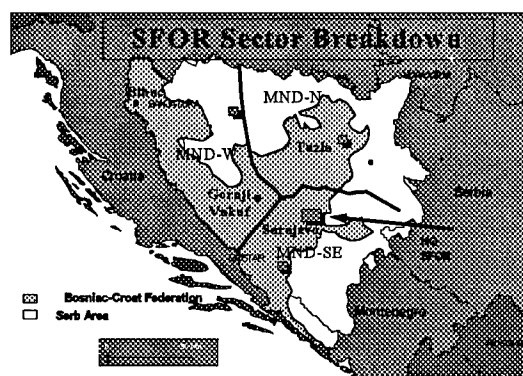 SFOR Sector Breakdown
MND-N
Bihac
MND-W
Tuzla
Croatia
Gornji
Vakuf
Serbia
Sarajevo
HQ
SFOR
MND-SE
Bosniac-Croat Federation
Serb Area
Montenegro